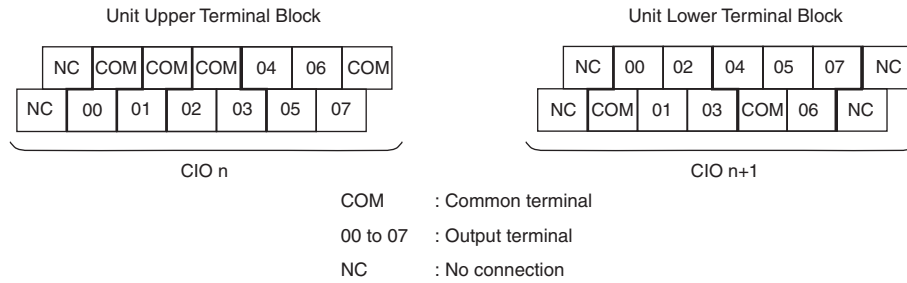 Unit Upper Terminal Block
NC COM COM COM 04 06 COM
NC 00 01 02 03 05 07
CIO n
Unit Lower Terminal Block
NC 00 02 04 05 07 NC
NC COM 01 03 COM 06 NC
CIO n+1
COM : Common terminal
00 to 07 : Output terminal
NC : No connection